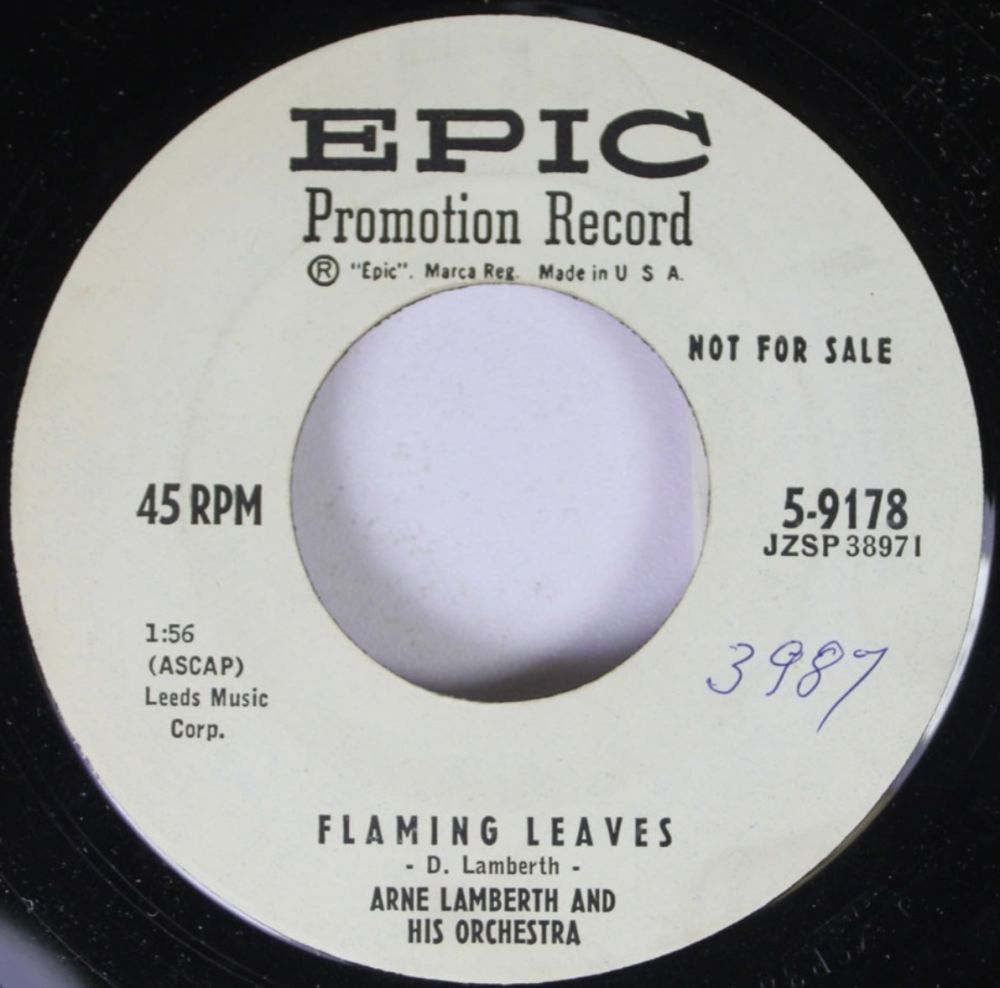 EPIC
Promotion Record
Ⓡ "Epic". Marca Reg. Made in U S A.
NOT FOR SALE
45 RPM
5-9178
JZSP 38971
1:56
(ASCAP)
Leeds Music
Corp.
3987
FLAMING LEAVES
- D. Lamberth -
ARNE LAMBERTH AND
HIS ORCHESTRA